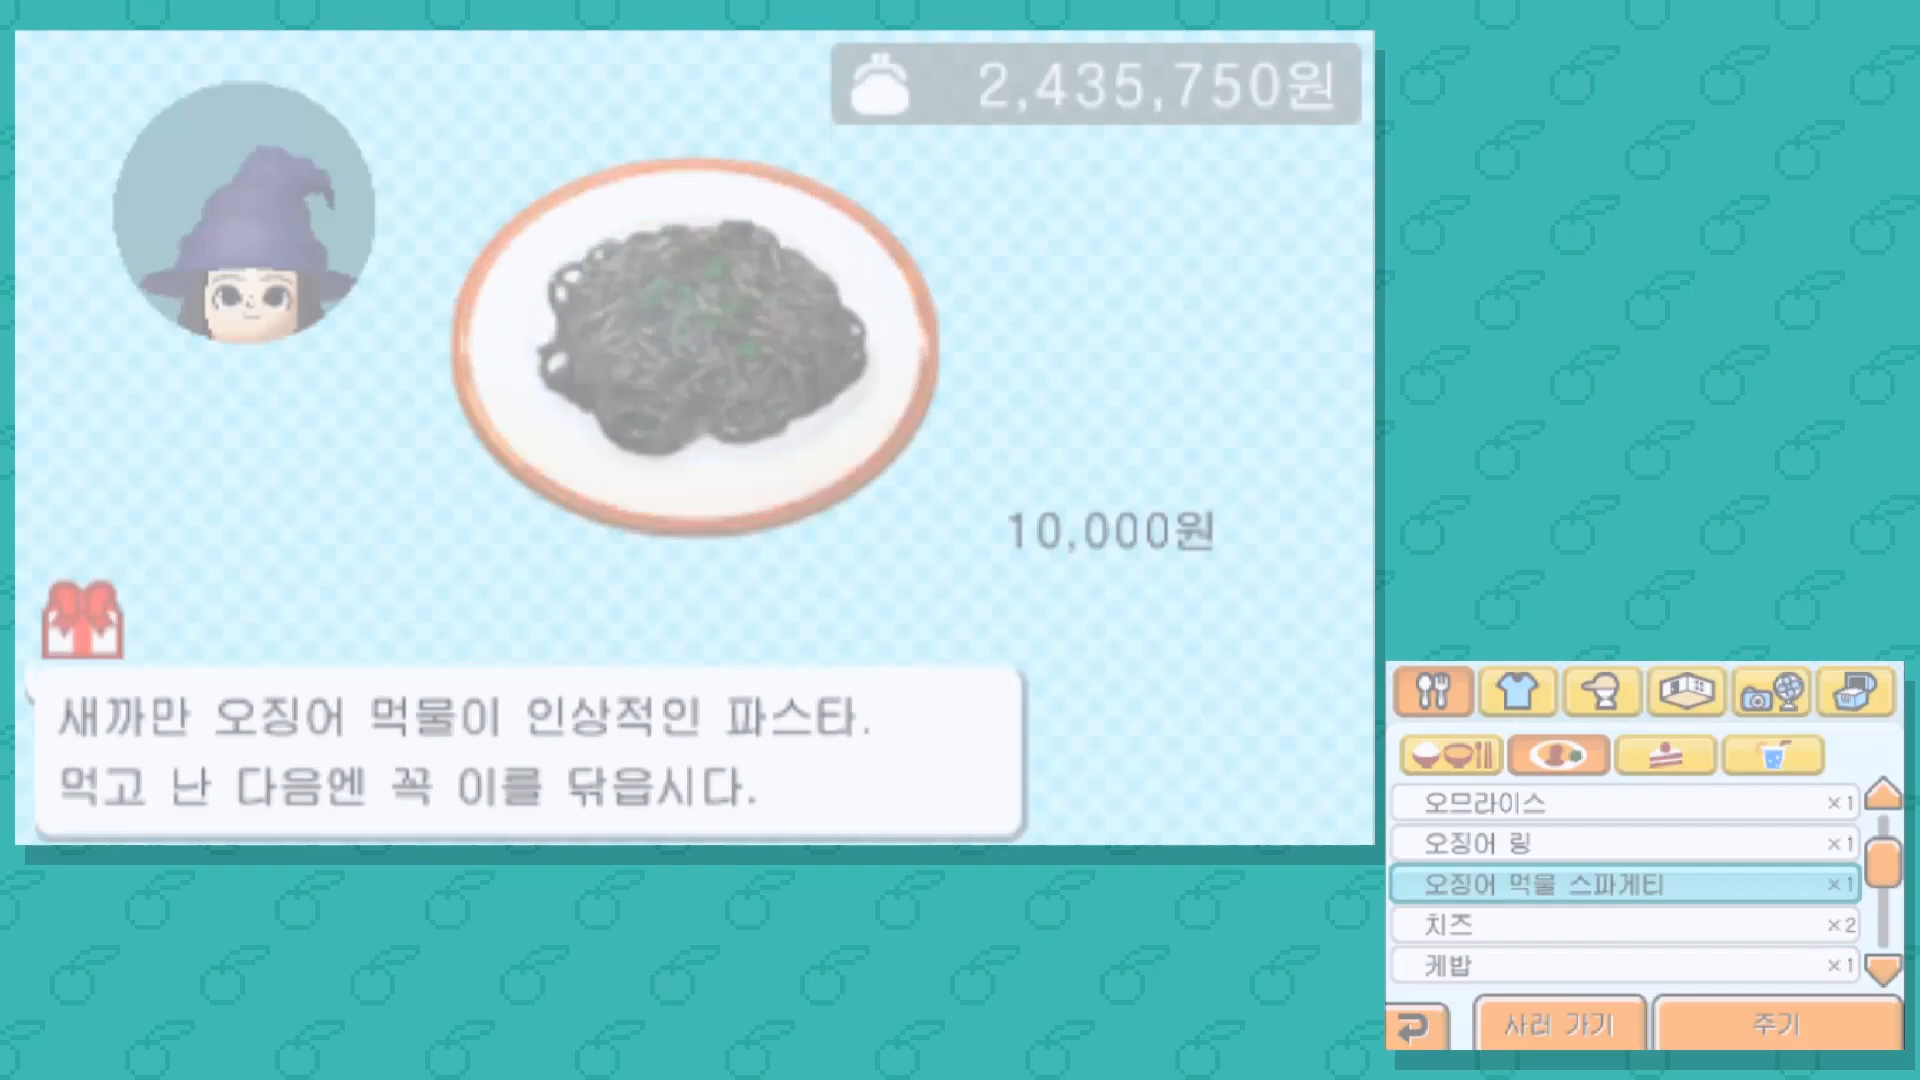 2,435,750원
10,000원
새까만 오징어 먹물이 인상적인 파스타.
먹고 난 다음엔 꼭 이를 닦읍시다.
오므라이스 ×1
오징어 링 ×1
오징어 먹물 스파게티 ×1
치즈 ×2
케밥 ×1
사러 가기
주기